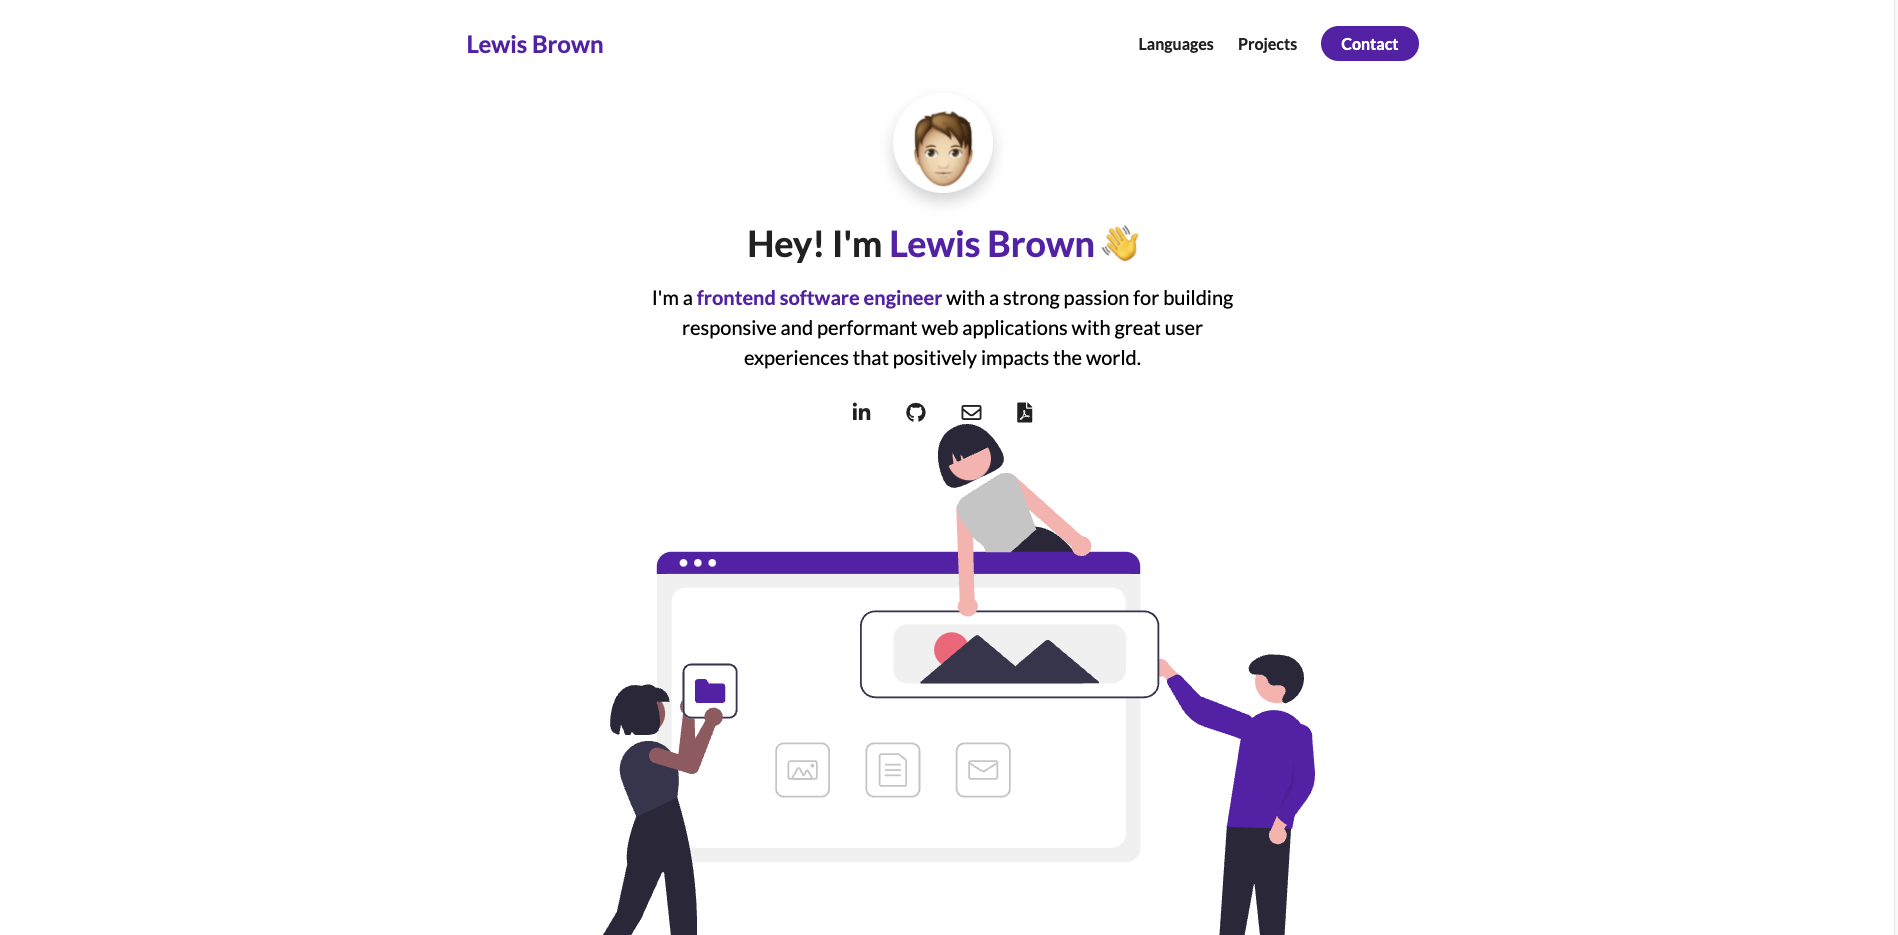 Lewis Brown
Languages Projects Contact
Hey! I'm Lewis Brown 👋
I'm a frontend software engineer with a strong passion for building
responsive and performant web applications with great user
experiences that positively impacts the world.
in